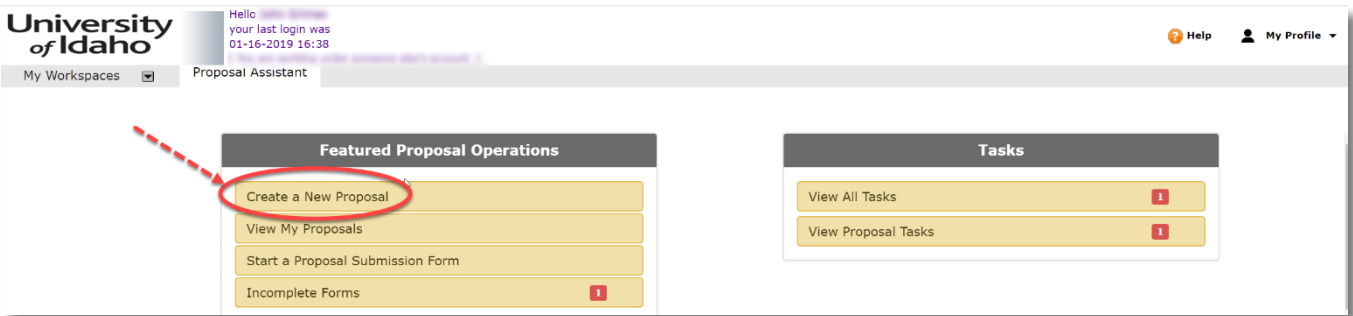 University
of Idaho
Hello
your last login was
01-16-2019 16:38
Help
My Profile
My Workspaces
Proposal Assistant
Featured Proposal Operations
Create a New Proposal
View My Proposals
Start a Proposal Submission Form
Incomplete Forms 1
Tasks
View All Tasks 1
View Proposal Tasks 1